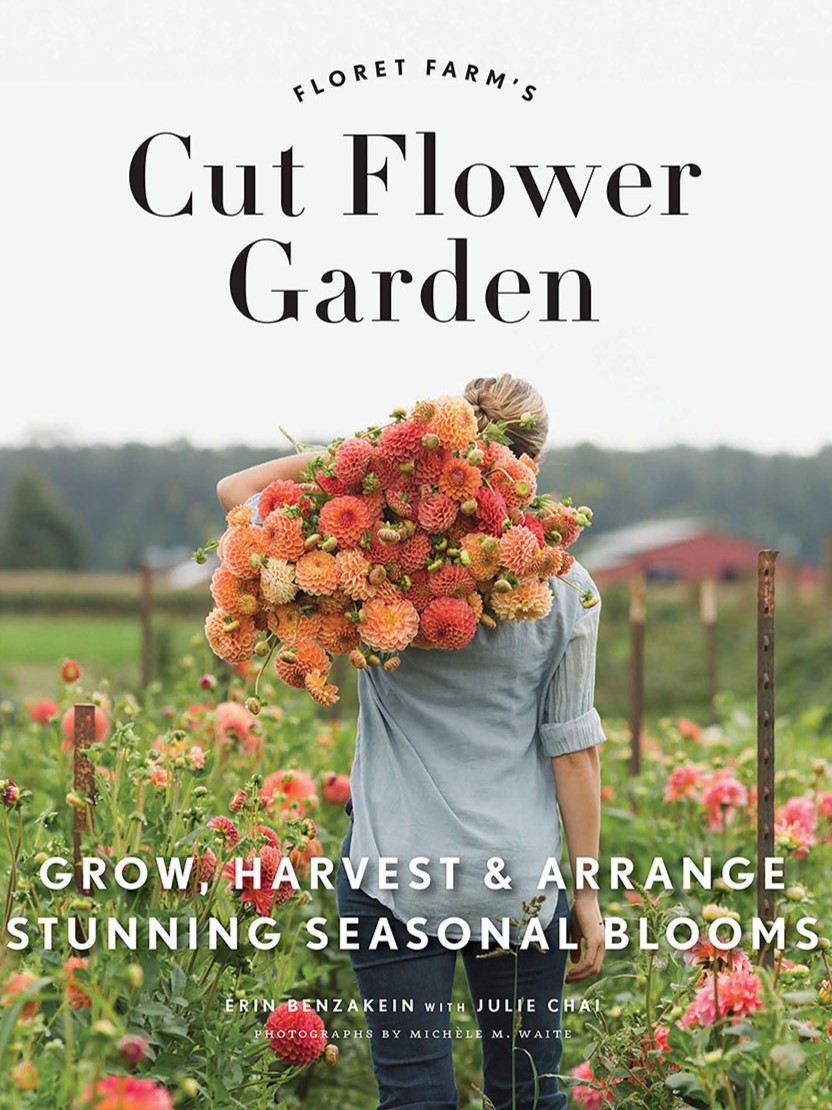 FLORET FARM'S
Cut Flower
Garden
GROW, HARVEST & ARRANGE
STUNNING SEASONAL BLOOMS
ERIN BENZAKEIN WITH JULIE CHAI
PHOTOGRAPHS BY MICHÈLE M. WAITE